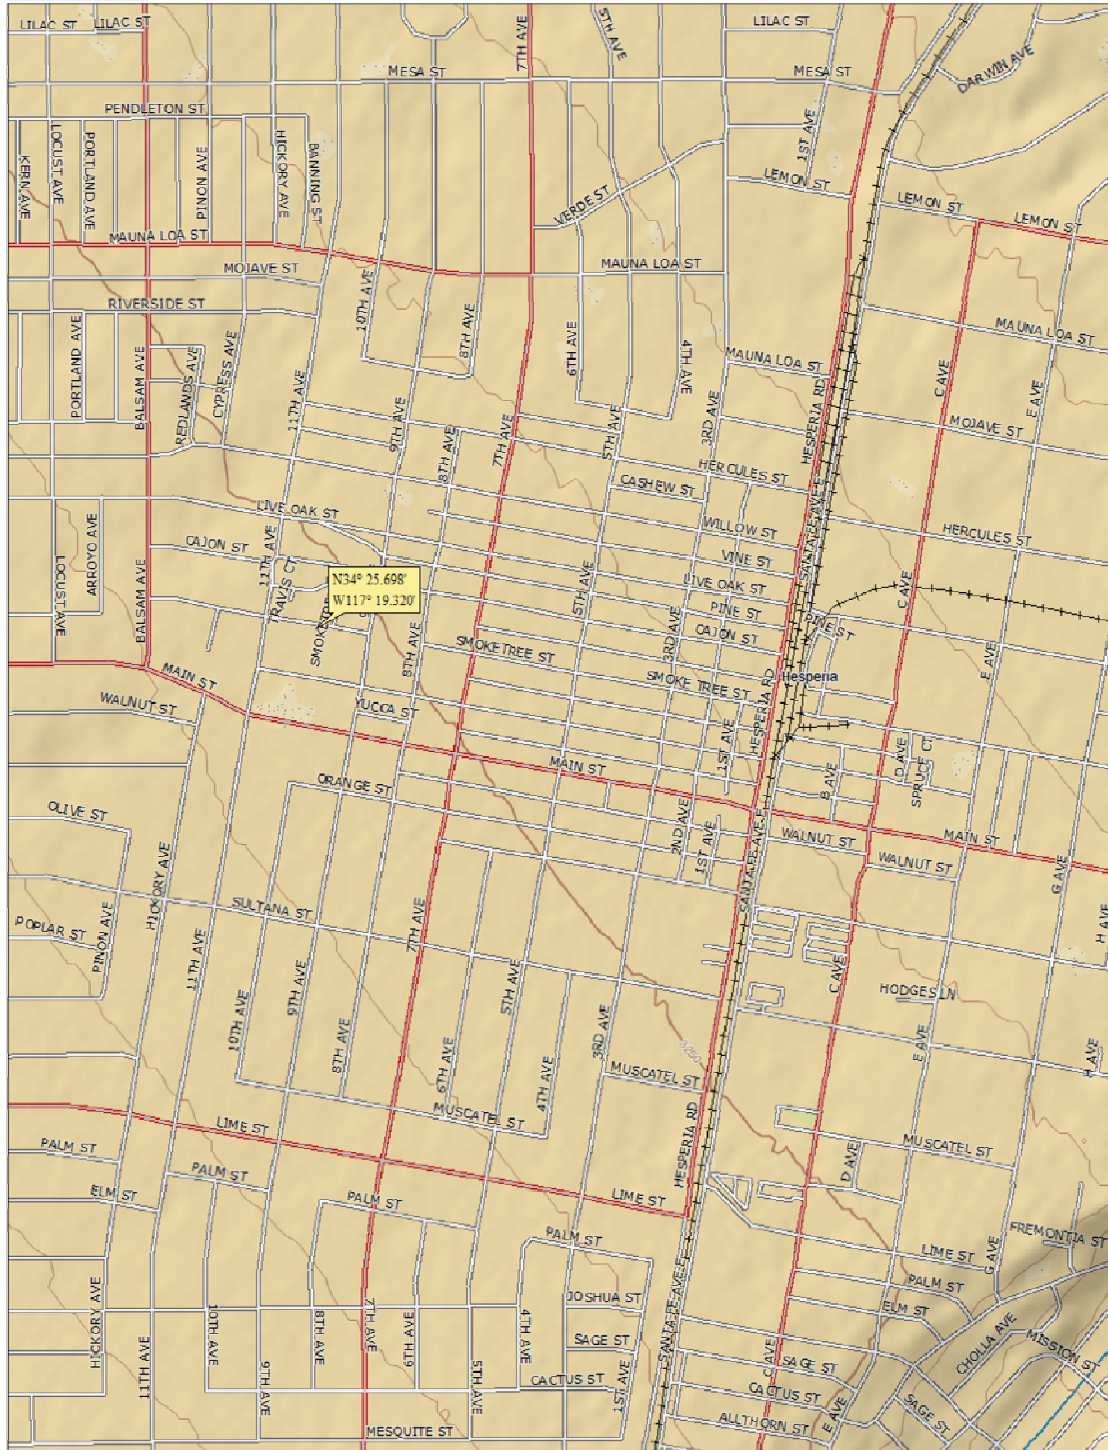 LILAC ST
LILAC ST
7TH AVE
5TH AVE
LILAC ST
MESA ST
MESA ST
DARWIN AVE
PENDLETON ST
KERN AVE
LOCUST AVE
PORTLAND AVE
PINON AVE
HICKORY AVE
BANNING ST
1ST AVE
LEMON ST
VERDE ST
LEMON ST
LEMON ST
MAUNA LOA ST
MOJAVE ST
MAUNA LOA ST
RIVERSIDE ST
10TH AVE
8TH AVE
6TH AVE
4TH AVE
MAUNA LOA ST
MAUNA LOA ST
PORTLAND AVE
BALSAM AVE
REDLANDS AVE
CYPRESS AVE
11TH AVE
9TH AVE
8TH AVE
7TH AVE
5TH AVE
3RD AVE
HESPERIA RD
C AVE
E AVE
MOJAVE ST
HERCULES ST
CASHEW ST
LIVE OAK ST
WILLOW ST
SANTA FE AVE E
HERCULES ST
CAJON ST
VINE ST
LOCUST AVE
ARROYO AVE
BALSAM AVE
11TH AVE
TRAVIS CT
N34° 25.698'
W117° 19.320'
5TH AVE
LIVE OAK ST
C AVE
PINE ST
PINE ST
CAJON ST
8TH AVE
SMOKETREE ST
3RD AVE
E AVE
MAIN ST
SMOKE TREE ST
Hesperia
WALNUT ST
YUCCA ST
1ST AVE
HESPERIA RD
D AVE
SPRUCE CT
B AVE
MAIN ST
ORANGE ST
OLIVE ST
2ND AVE
1ST AVE
SANTA FE AVE E
WALNUT ST
MAIN ST
WALNUT ST
G AVE
HICKORY AVE
SULTANA ST
POPLAR ST
PINON AVE
7TH AVE
H AVE
11TH AVE
9TH AVE
5TH AVE
C AVE
HODGES LN
10TH AVE
8TH AVE
6TH AVE
4TH AVE
3RD AVE
3250
E AVE
H AVE
MUSCATEL ST
MUSCATEL ST
LIME ST
HESPERIA RD
MUSCATEL ST
PALM ST
PALM ST
D AVE
ELM ST
PALM ST
LIME ST
PALM ST
FREMONTIA ST
LIME ST
G AVE
PALM ST
ELM ST
HICKORY AVE
11TH AVE
10TH AVE
9TH AVE
8TH AVE
7TH AVE
6TH AVE
5TH AVE
4TH AVE
JOSHUA ST
SAGE ST
CACTUS ST
1ST AVE
SANTA FE AVE E
C AVE
SAGE ST
CACTUS ST
CHOLLA AVE
MISSION ST
SAGE ST
E AVE
ALLTHORN ST
MESQUITE ST